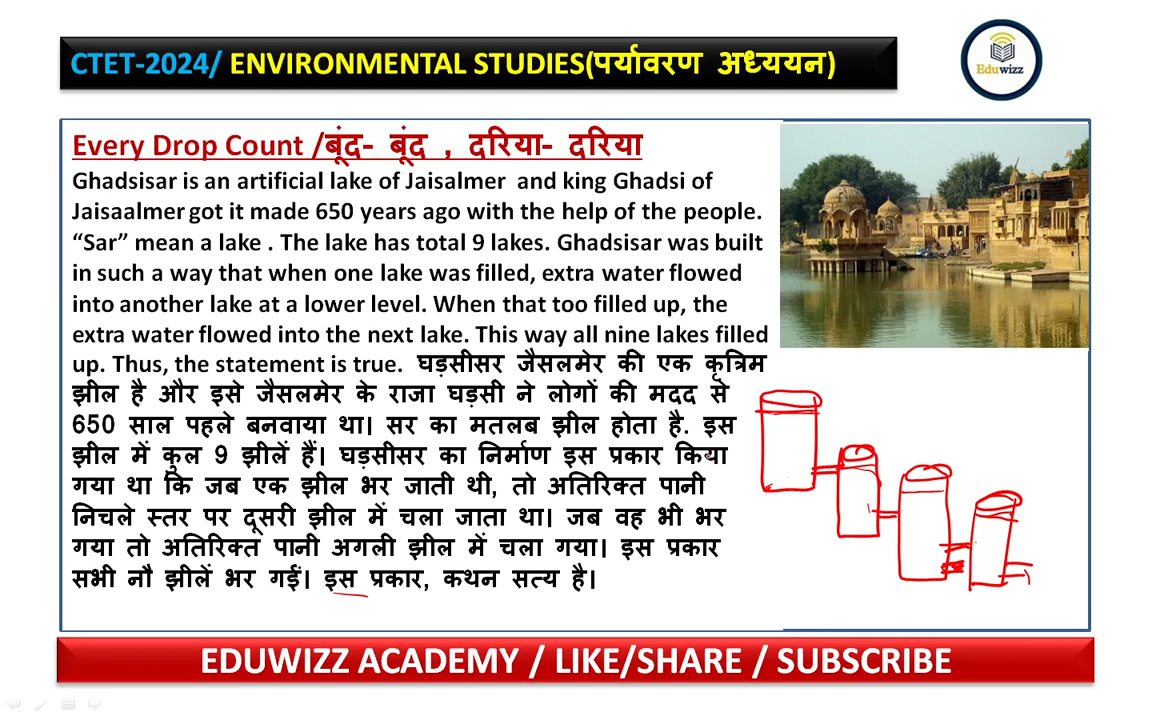 CTET-2024/ ENVIRONMENTAL STUDIES(पर्यावरण अध्ययन)
Eduwizz
Every Drop Count /बूंद- बूंद , दरिया- दरिया
Ghadsisar is an artificial lake of Jaisalmer and king Ghadsi of
Jaisaalmer got it made 650 years ago with the help of the people.
“Sar” mean a lake . The lake has total 9 lakes. Ghadsisar was built
in such a way that when one lake was filled, extra water flowed
into another lake at a lower level. When that too filled up, the
extra water flowed into the next lake. This way all nine lakes filled
up. Thus, the statement is true. घड़सीसर जैसलमेर की एक कृत्रिम
झील है और इसे जैसलमेर के राजा घड़सी ने लोगों की मदद से
650 साल पहले बनवाया था। सर का मतलब झील होता है. इस
झील में कुल 9 झीलें हैं। घड़सीसर का निर्माण इस प्रकार किया
गया था कि जब एक झील भर जाती थी, तो अतिरिक्त पानी
निचले स्तर पर दूसरी झील में चला जाता था। जब वह भी भर
गया तो अतिरिक्त पानी अगली झील में चला गया। इस प्रकार
सभी नौ झीलें भर गईं। इस प्रकार, कथन सत्य है।
EDUWIZZ ACADEMY / LIKE/SHARE / SUBSCRIBE